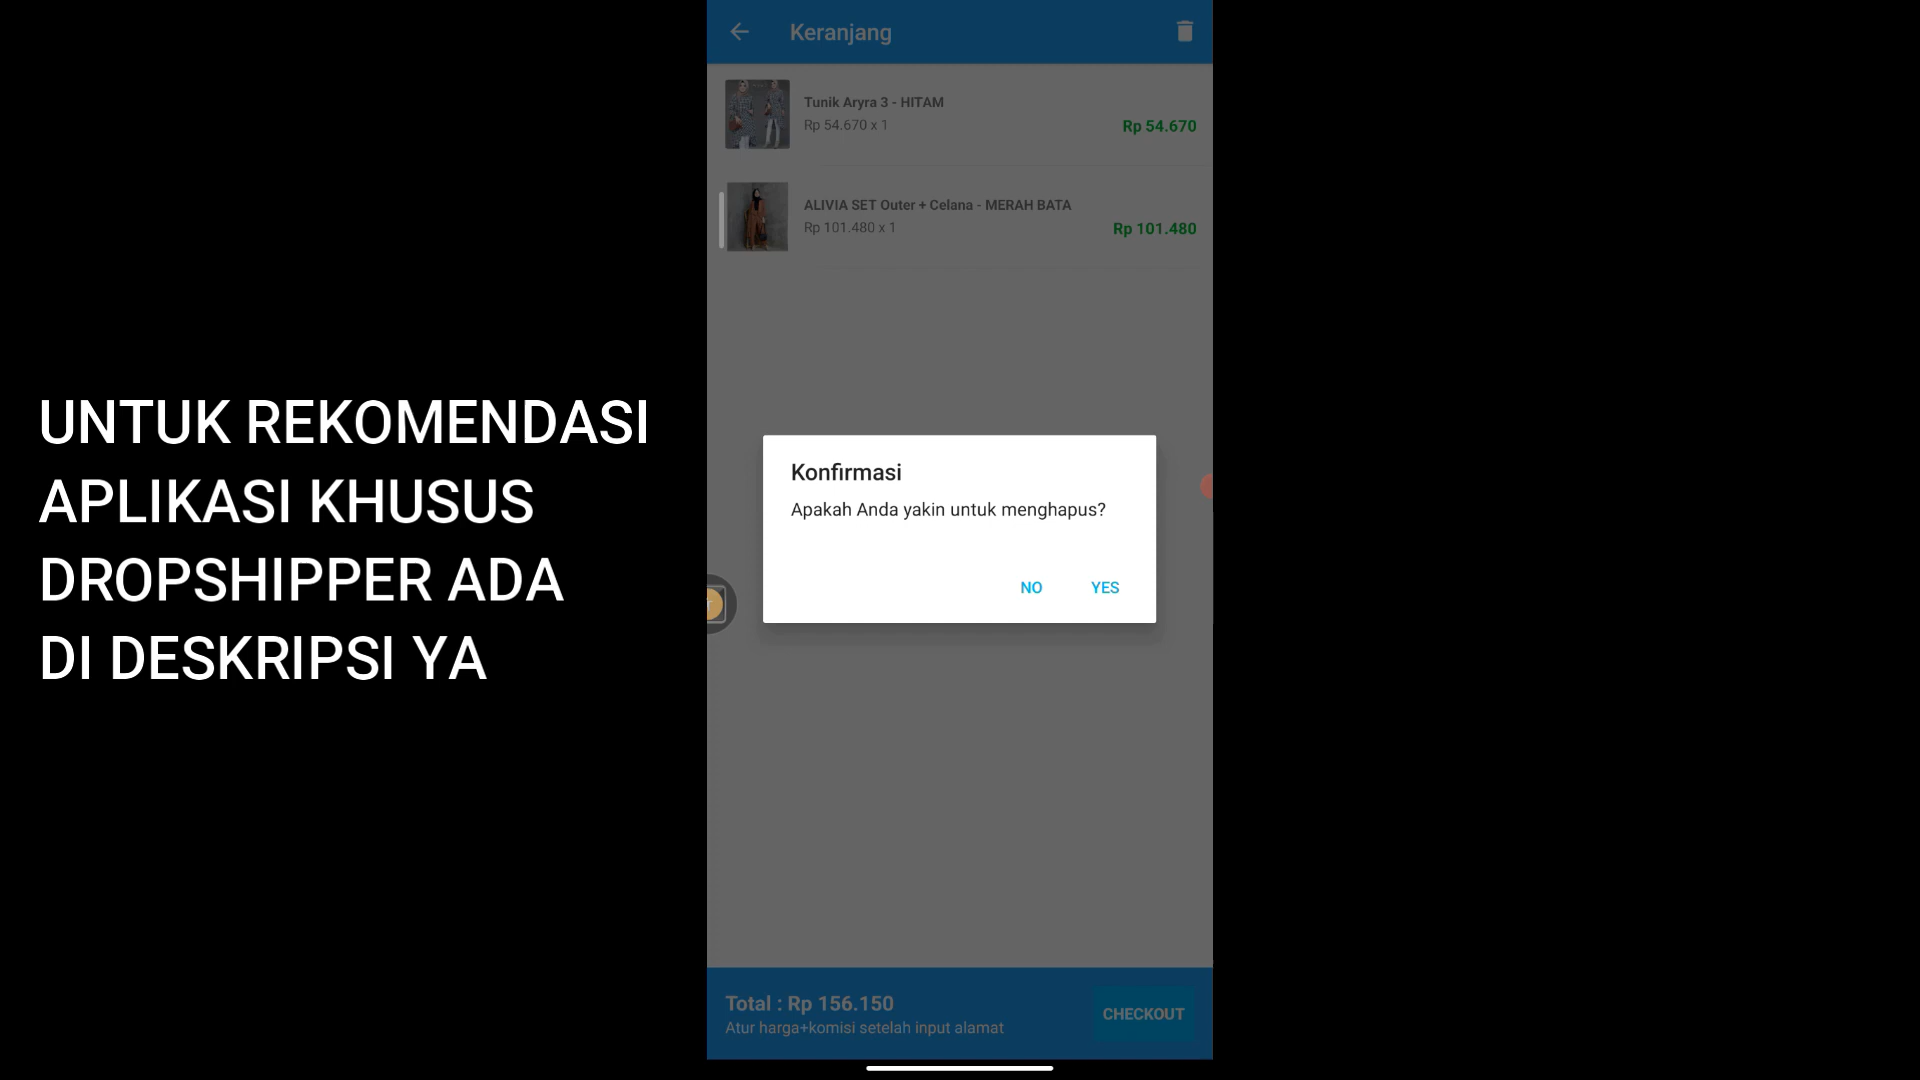 Keranjang
Tunik Aryra 3 - HITAM
Rp 54.670 x 1
Rp 54.670
ALIVIA SET Outer + Celana - MERAH BATA
Rp 101.480 x 1
Rp 101.480
UNTUK REKOMENDASI
APLIKASI KHUSUS
DROPSHIPPER ADA
DI DESKRIPSI YA
Konfirmasi
Apakah Anda yakin untuk menghapus?
NO YES
Total : Rp 156.150
Atur harga+komisi setelah input alamat
CHECKOUT